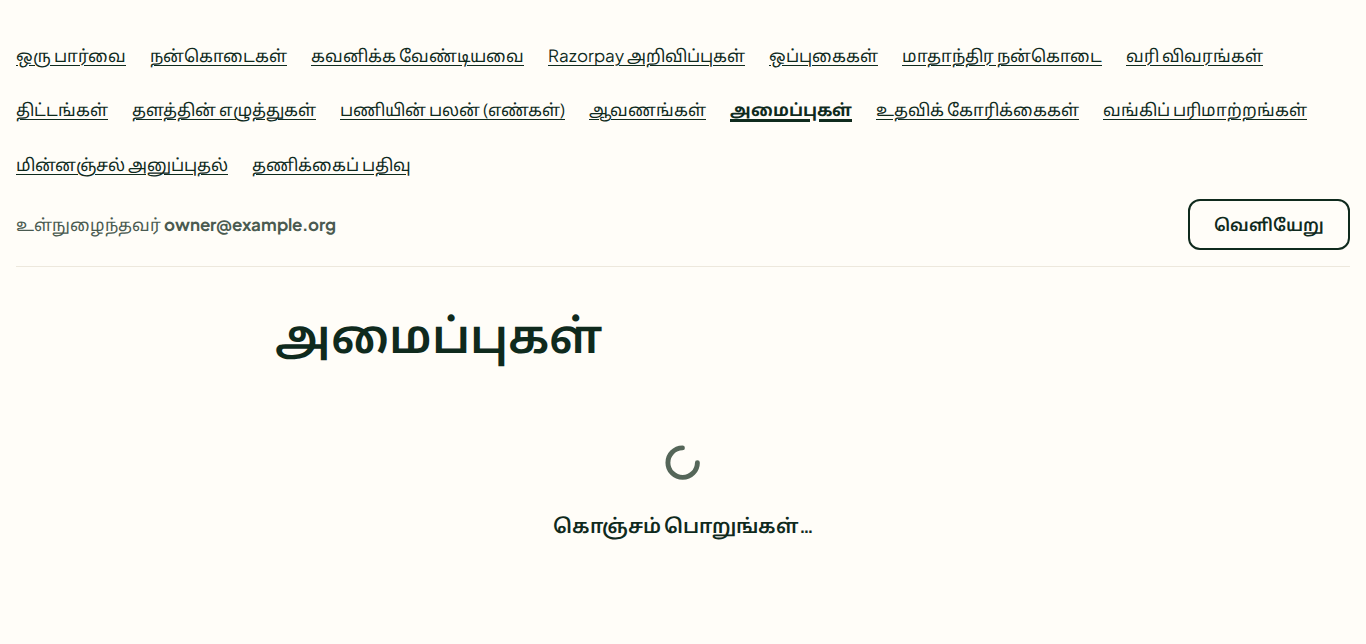 ஒரு பார்வை நன்கொடைகள் கவனிக்க வேண்டியவை Razorpay அறிவிப்புகள் ஒப்புகைகள் மாதாந்திர நன்கொடை வரி விவரங்கள்
திட்டங்கள் தளத்தின் எழுத்துகள் பணியின் பலன் (எண்கள்) ஆவணங்கள் அமைப்புகள் உதவிக் கோரிக்கைகள் வங்கிப் பரிமாற்றங்கள்
மின்னஞ்சல் அனுப்புதல் தணிக்கைப் பதிவு
உள்நுழைந்தவர் owner@example.org வெளியேறு
அமைப்புகள்
கொஞ்சம் பொறுங்கள்…